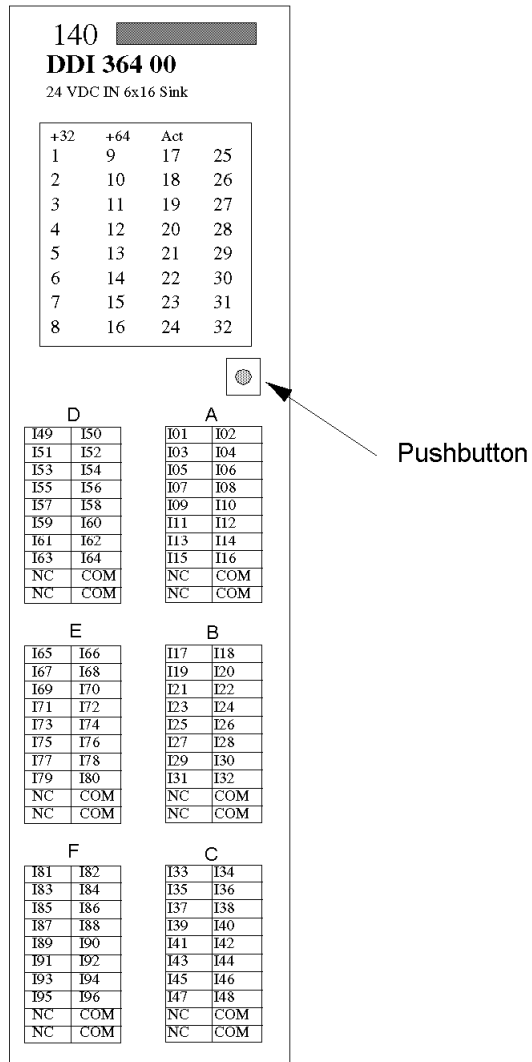 140
DDI 364 00
24 VDC IN 6x16 Sink
+32 +64 Act
1 9 17 25
2 10 18 26
3 11 19 27
4 12 20 28
5 13 21 29
6 14 22 30
7 15 23 31
8 16 24 32
Pushbutton
D
I49 I50
I51 I52
I53 I54
I55 I56
I57 I58
I59 I60
I61 I62
I63 I64
NC COM
NC COM
A
I01 I02
I03 I04
I05 I06
I07 I08
I09 I10
I11 I12
I13 I14
I15 I16
NC COM
NC COM
E
I65 I66
I67 I68
I69 I70
I71 I72
I73 I74
I75 I76
I77 I78
I79 I80
NC COM
NC COM
B
I17 I18
I19 I20
I21 I22
I23 I24
I25 I26
I27 I28
I29 I30
I31 I32
NC COM
NC COM
F
I81 I82
I83 I84
I85 I86
I87 I88
I89 I90
I91 I92
I93 I94
I95 I96
NC COM
NC COM
C
I33 I34
I35 I36
I37 I38
I39 I40
I41 I42
I43 I44
I45 I46
I47 I48
NC COM
NC COM